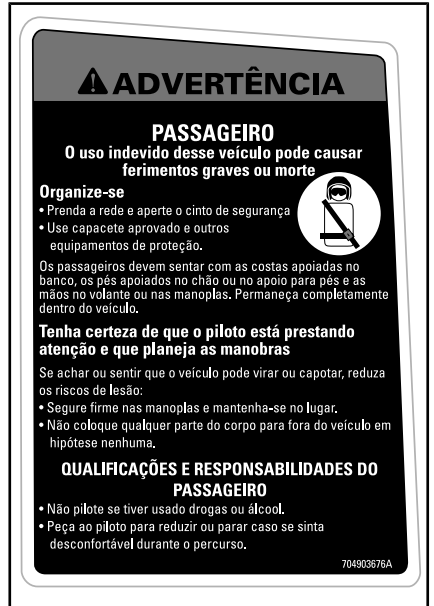 ADVERTÊNCIA
PASSAGEIRO
O uso indevido desse veículo pode causar
ferimentos graves ou morte
Organize-se
• Prenda a rede e aperte o cinto de segurança
• Use capacete aprovado e outros
equipamentos de proteção.
Os passageiros devem sentar com as costas apoiadas no
banco, os pés apoiados no chão ou no apoio para pés e as
mãos no volante ou nas manoplas. Permaneça completamente
dentro do veículo.
Tenha certeza de que o piloto está prestando
atenção e que planeja as manobras
Se achar ou sentir que o veículo pode virar ou capotar, reduza
os riscos de lesão:
• Segure firme nas manoplas e mantenha-se no lugar.
• Não coloque qualquer parte do corpo para fora do veículo em
hipótese nenhuma.
QUALIFICAÇÕES E RESPONSABILIDADES DO
PASSAGEIRO
• Não pilote se tiver usado drogas ou álcool.
• Peça ao piloto para reduzir ou parar caso se sinta
desconfortável durante o percurso.
704903676A